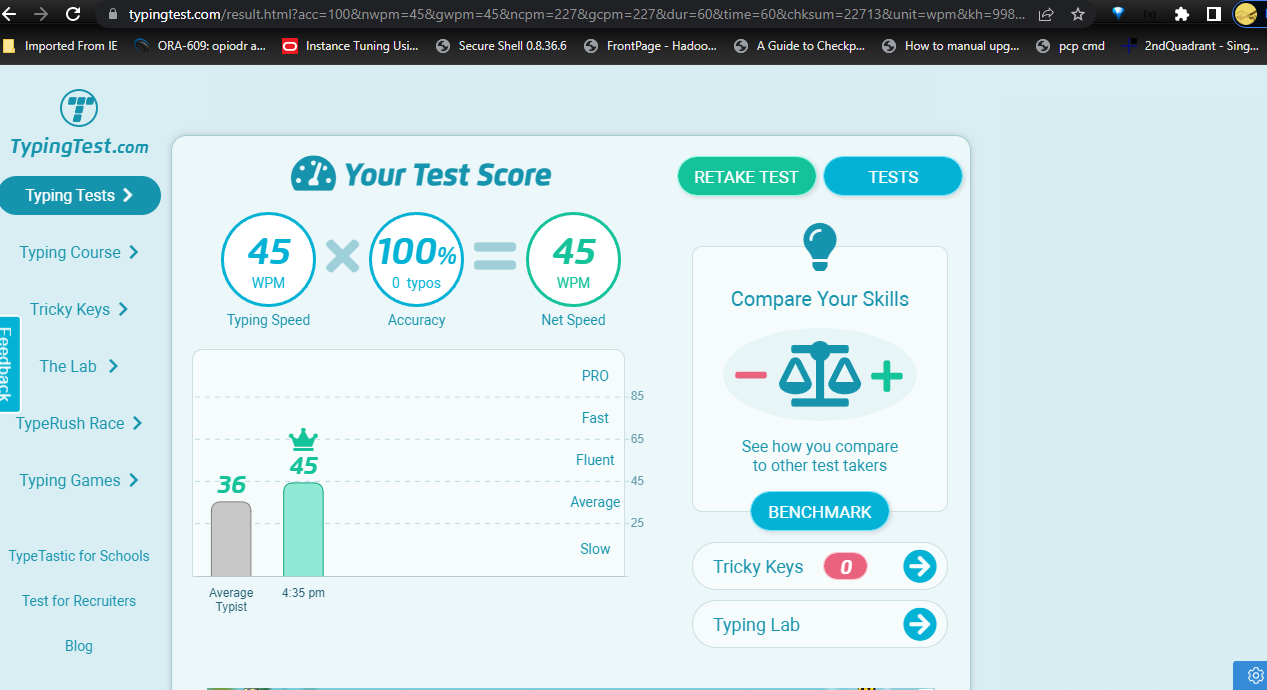 typingtest.com/result.html?acc=100&nwpm=45&gwpm=45&ncpm=227&gcpm=227&dur=60&time=60&chksum=22713&unit=wpm&kh=998...
Imported From IE
ORA-609: opiodr a...
Instance Tuning Usi...
Secure Shell 0.8.36.6
FrontPage - Hadoo...
A Guide to Checkp...
How to manual upg...
pcp cmd
2ndQuadrant - Sing...
T
TypingTest.com
Typing Tests
Typing Course
Tricky Keys
The Lab
TypeRush Race
Typing Games
TypeTastic for Schools
Test for Recruiters
Blog
Feedback
Your Test Score
RETAKE TEST
TESTS
45
WPM
Typing Speed
100%
0 typos
Accuracy
45
WPM
Net Speed
PRO
85
Fast
65
Fluent
45
Average
25
Slow
36
45
Average
Typist
4:35 pm
Compare Your Skills
See how you compare
to other test takers
BENCHMARK
Tricky Keys 0
Typing Lab